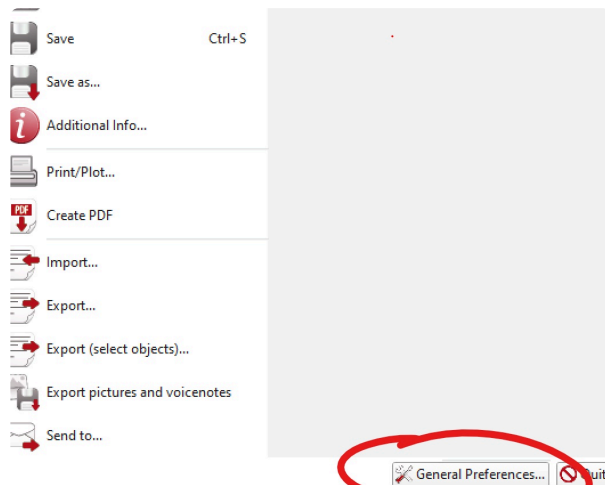 Save Ctrl+S
Save as...
Additional Info...
Print/Plot...
PDF
Create PDF
Import...
Export...
Export (select objects)...
Export pictures and voicenotes
Send to...
General Preferences...